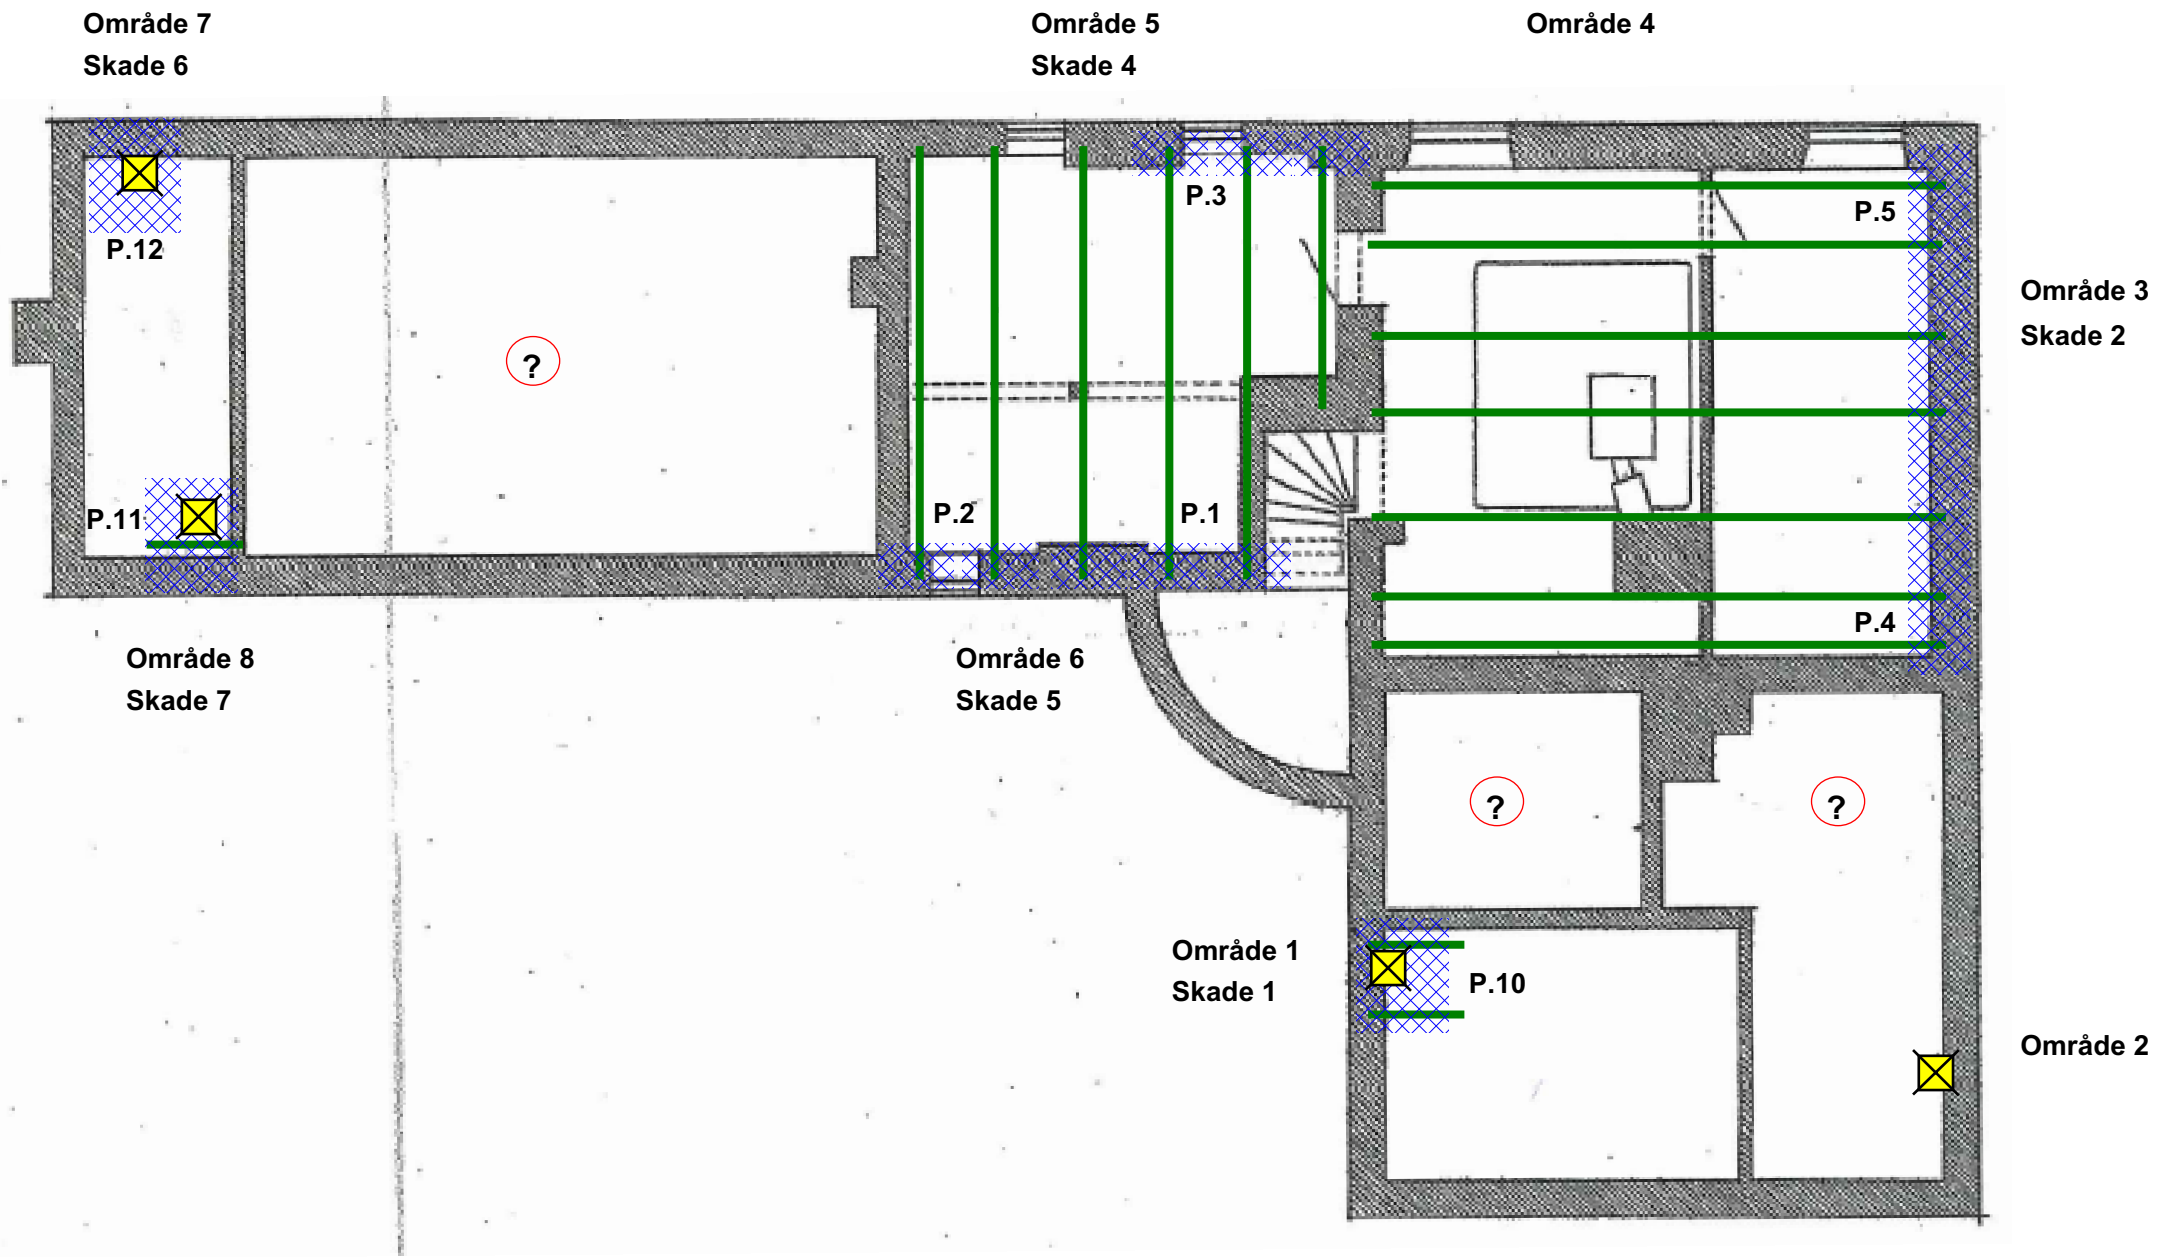 Område 7
Skade 6
Område 5
Skade 4
Område 4
P.12
P.3
P.5
Område 3
Skade 2
?
P.11
P.2
P.1
P.4
Område 8
Skade 7
Område 6
Skade 5
?
?
Område 1
Skade 1
P.10
Område 2